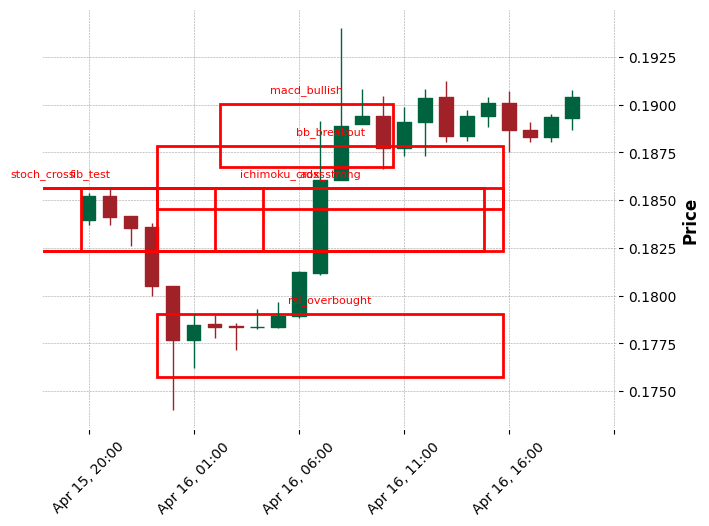 0.1925
macd_bullish
0.1900
bb_breakout
0.1875
stoch_cross
fib_test
ichimoku_cross
adx_strong
0.1850
0.1825
0.1800
rsi_overbought
0.1775
0.1750
Price
Apr 15, 20:00
Apr 16, 01:00
Apr 16, 06:00
Apr 16, 11:00
Apr 16, 16:00